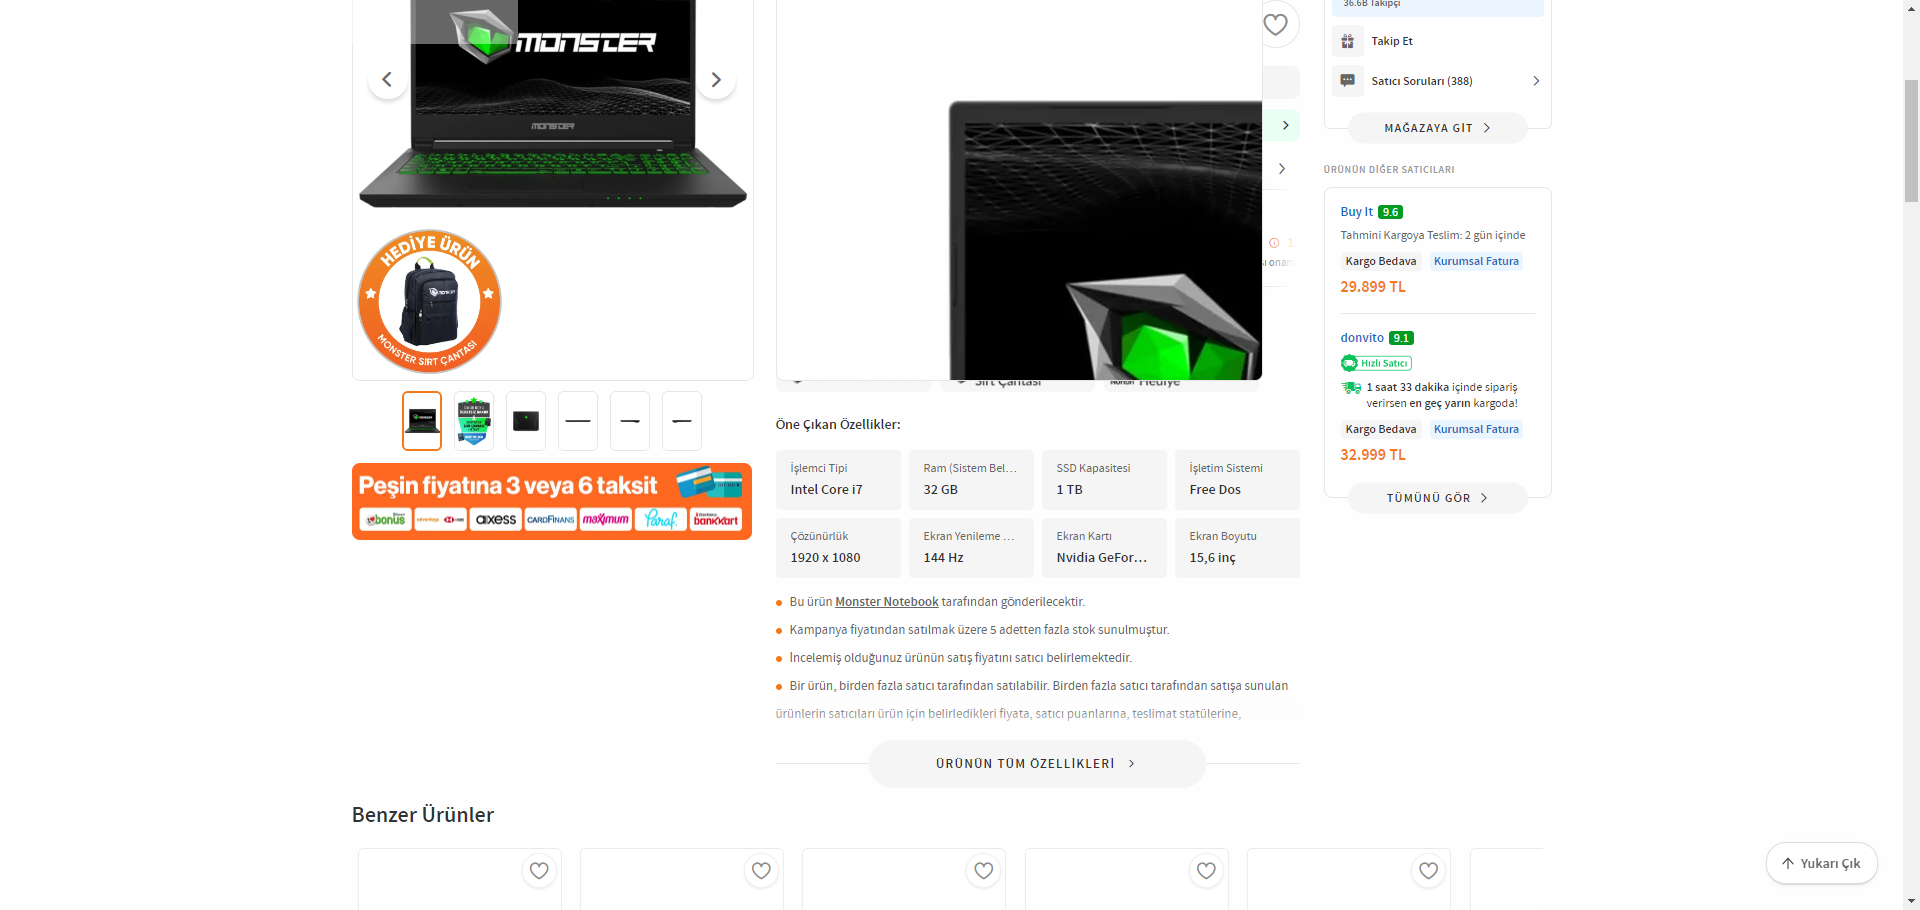 MONSTER
MONSTER
HEDİYE ÜRÜN
MONSTER
MONSTER SIRT ÇANTASI
Peşin fiyatına 3 veya 6 taksit
bonus
advantage HSBC
axess
CARDFINANS
maximum
Paraf
bankkart
Sırt Çantası
Hediye
Öne Çıkan Özellikler:
İşlemci Tipi
Intel Core i7
Ram (Sistem Bel...
32 GB
SSD Kapasitesi
1 TB
İşletim Sistemi
Free Dos
Çözünürlük
1920 x 1080
Ekran Yenileme ...
144 Hz
Ekran Kartı
Nvidia GeFor...
Ekran Boyutu
15,6 inç
Bu ürün Monster Notebook tarafından gönderilecektir.
Kampanya fiyatından satılmak üzere 5 adetten fazla stok sunulmuştur.
İncelemiş olduğunuz ürünün satış fiyatını satıcı belirlemektedir.
Bir ürün, birden fazla satıcı tarafından satılabilir. Birden fazla satıcı tarafından satışa sunulan
ürünlerin satıcıları ürün için belirledikleri fiyata, satıcı puanlarına, teslimat statülerine,
ÜRÜNÜN TÜM ÖZELLİKLERİ
36.6B Takipçi
Takip Et
Satıcı Soruları (388)
MAĞAZAYA GİT
ÜRÜNÜN DİĞER SATICILARI
Buy It 9.6
Tahmini Kargoya Teslim: 2 gün içinde
Kargo Bedava Kurumsal Fatura
29.899 TL
donvito 9.1
Hızlı Satıcı
1 saat 33 dakika içinde sipariş
verirsen en geç yarın kargoda!
Kargo Bedava Kurumsal Fatura
32.999 TL
TÜMÜNÜ GÖR
Benzer Ürünler
Yukarı Çık